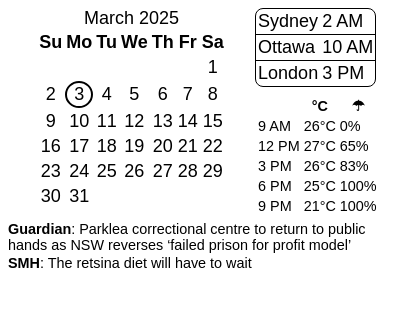 March 2025
Su Mo Tu We Th Fr Sa
1
2 3 4 5 6 7 8
9 10 11 12 13 14 15
16 17 18 19 20 21 22
23 24 25 26 27 28 29
30 31
Sydney 2 AM
Ottawa 10 AM
London 3 PM
°C ☂
9 AM 26°C 0%
12 PM 27°C 65%
3 PM 26°C 83%
6 PM 25°C 100%
9 PM 21°C 100%
Guardian: Parklea correctional centre to return to public
hands as NSW reverses ‘failed prison for profit model’
SMH: The retsina diet will have to wait